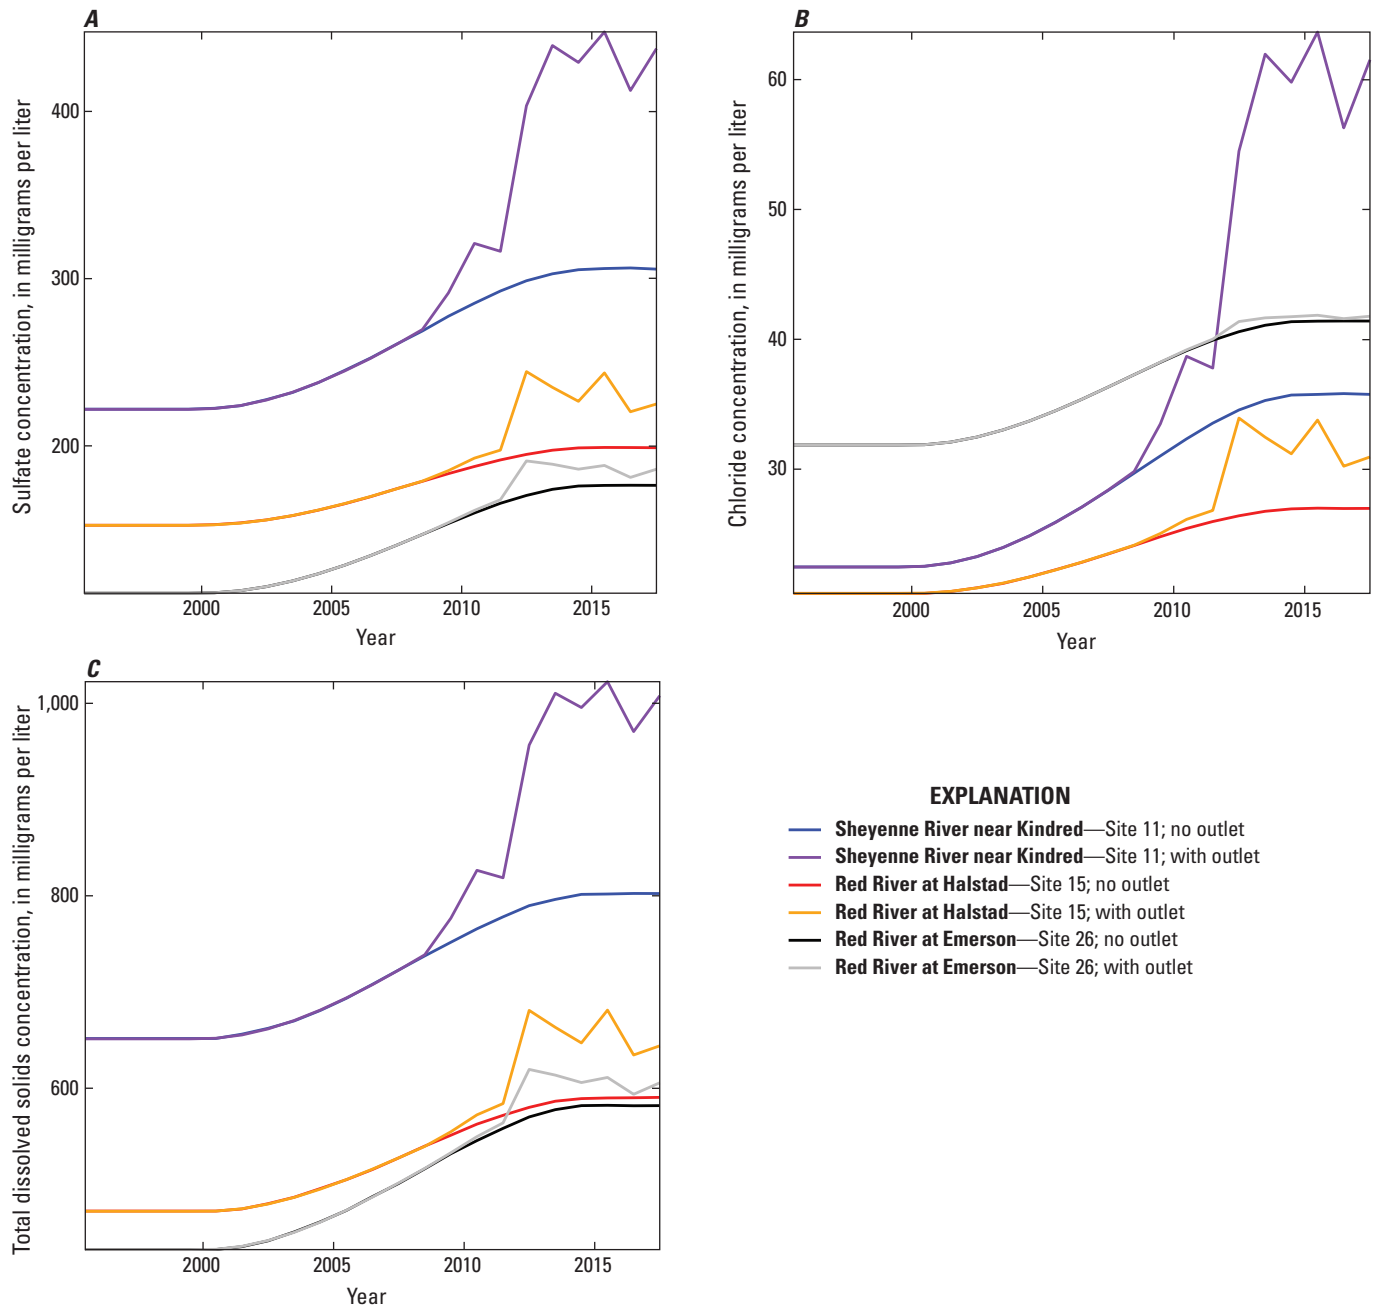 A
Sulfate concentration, in milligrams per liter
400
300
200
2000 2005 2010 2015
Year
B
Chloride concentration, in milligrams per liter
60
50
40
30
2000 2005 2010 2015
Year
C
Total dissolved solids concentration, in milligrams per liter
1,000
800
600
2000 2005 2010 2015
Year
EXPLANATION
Sheyenne River near Kindred—Site 11; no outlet
Sheyenne River near Kindred—Site 11; with outlet
Red River at Halstad—Site 15; no outlet
Red River at Halstad—Site 15; with outlet
Red River at Emerson—Site 26; no outlet
Red River at Emerson—Site 26; with outlet